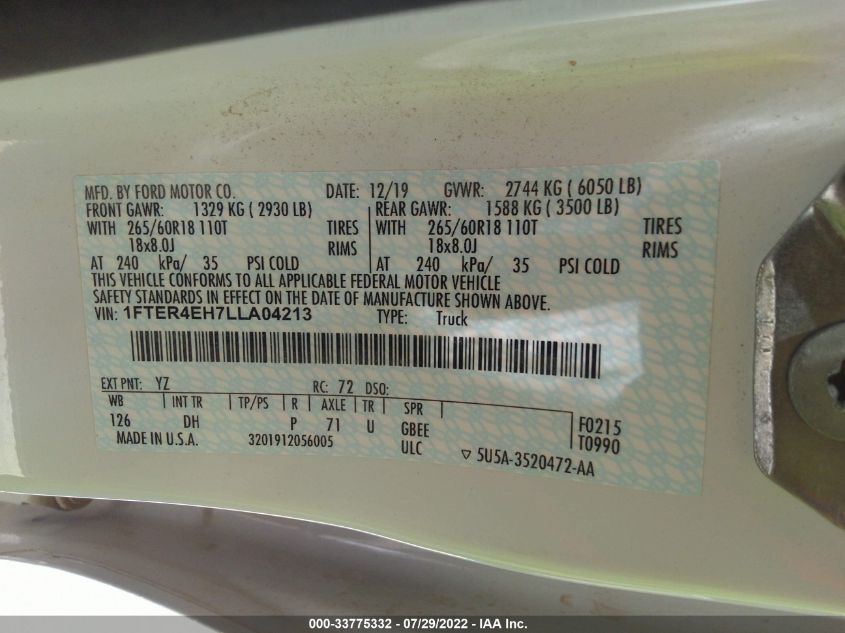 MFD. BY FORD MOTOR CO. DATE: 12/19 GVWR: 2744 KG ( 6050 LB)
FRONT GAWR: 1329 KG ( 2930 LB) REAR GAWR: 1588 KG ( 3500 LB)
WITH 265/60R18 110T TIRES WITH 265/60R18 110T TIRES
18x8.0J RIMS 18x8.0J RIMS
AT 240 kPa/ 35 PSI COLD AT 240 kPa/ 35 PSI COLD
THIS VEHICLE CONFORMS TO ALL APPLICABLE FEDERAL MOTOR VEHICLE
SAFETY STANDARDS IN EFFECT ON THE DATE OF MANUFACTURE SHOWN ABOVE.
VIN: 1FTER4EH7LLA04213 TYPE: Truck
EXT PNT: YZ RC: 72 DSO:
WB INT TR TP/PS R AXLE TR SPR
126 DH P 71 U GBEE F0215
ULC T0990
MADE IN U.S.A. 3201912056005 ▽ 5U5A-3520472-AA
000-33775332 - 07/29/2022 - IAA Inc.